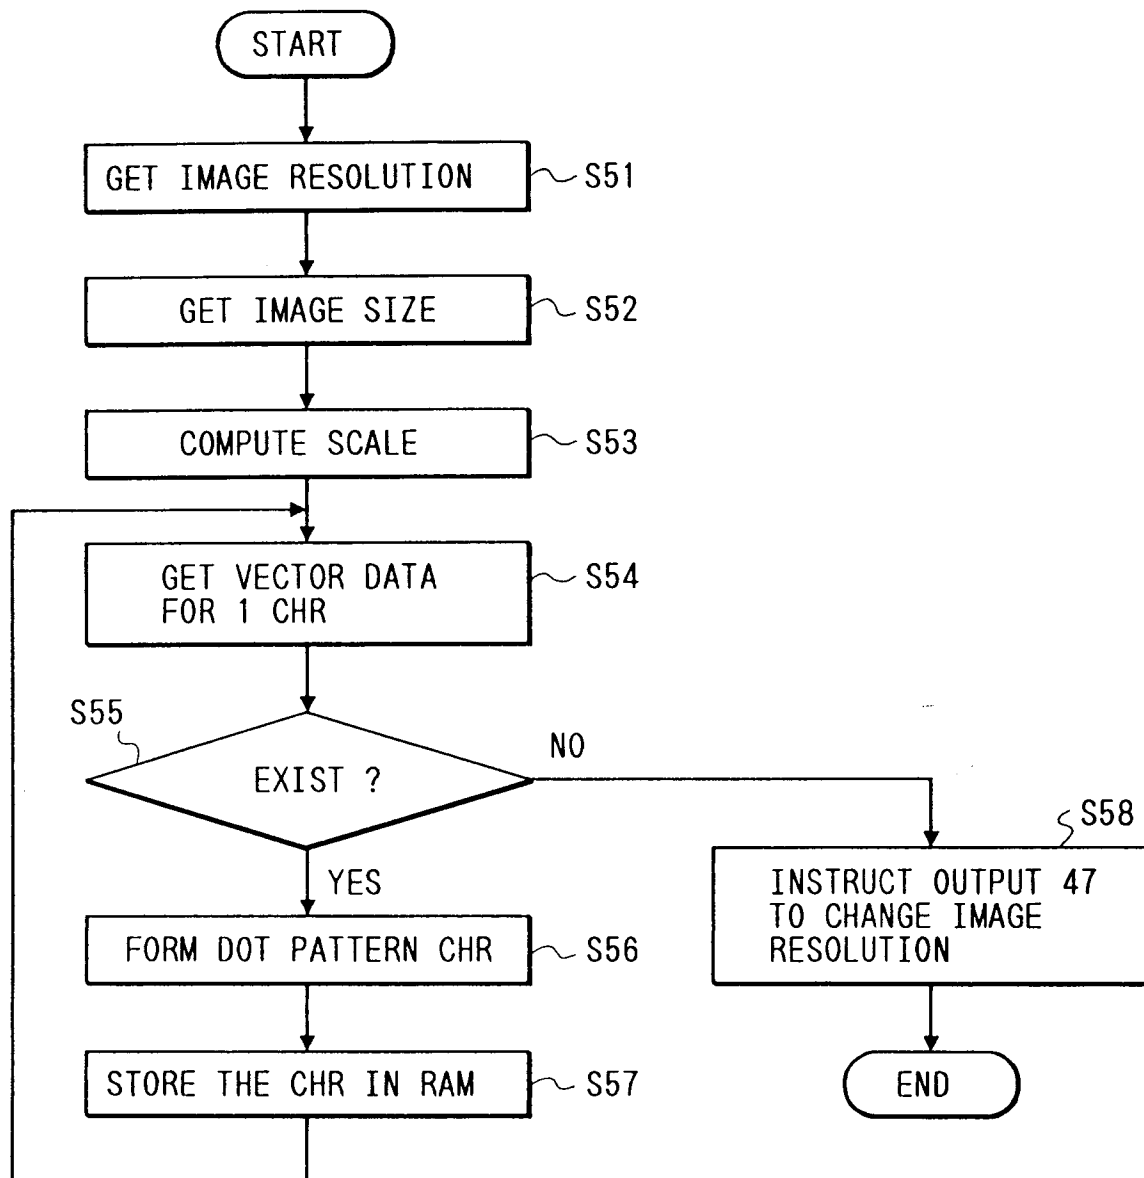 START
GET IMAGE RESOLUTION
S51
GET IMAGE SIZE
S52
COMPUTE SCALE
S53
GET VECTOR DATA
FOR 1 CHR
S54
S55
EXIST ?
NO
YES
S58
INSTRUCT OUTPUT 47
TO CHANGE IMAGE
RESOLUTION
FORM DOT PATTERN CHR
S56
STORE THE CHR IN RAM
S57
END